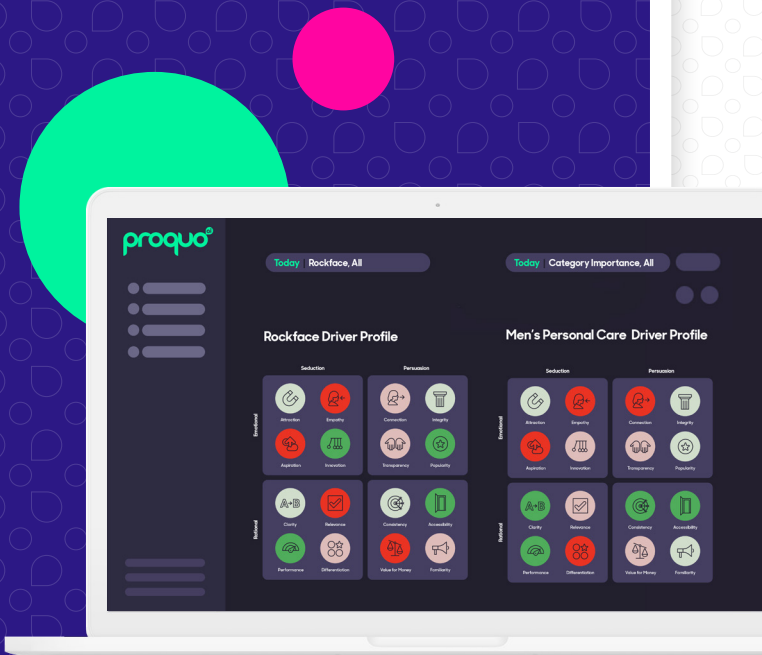 proquo
AI
Today | Rockface, All
Today | Category Importance, All
Rockface Driver Profile
Men's Personal Care Driver Profile
Seduction
Persuasion
Emotional
Attraction
Empathy
Connection
Integrity
Aspiration
Innovation
Transparency
Popularity
Rational
A→B
Clarity
Relevance
Consistency
Accessibility
Performance
Differentiation
Value for Money
Familiarity
Seduction
Persuasion
Emotional
Attraction
Empathy
Connection
Integrity
Aspiration
Innovation
Transparency
Popularity
Rational
A→B
Clarity
Relevance
Consistency
Accessibility
Performance
Differentiation
Value for Money
Familiarity